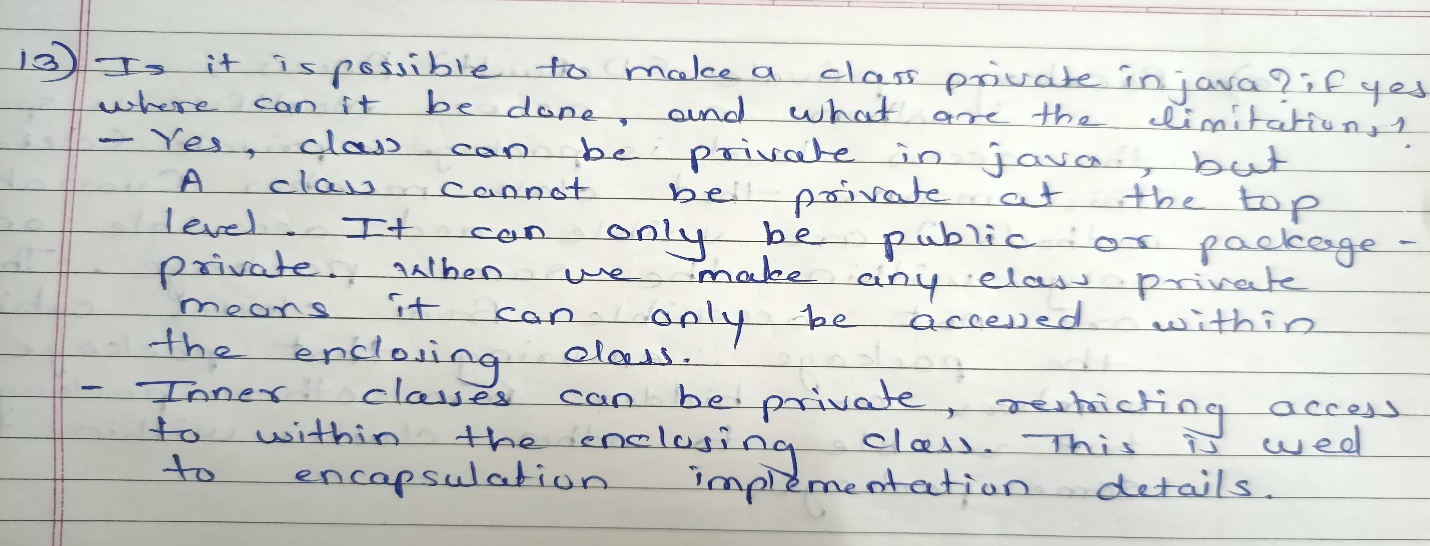 13) Is it is possible to make a class private in java? if yes
where can it be done, and what are the limitations?
- Yes, class can be private in java, but
A class cannot be private at the top
level. It can only be public or package -
private. When we make any class private
means it can only be accessed within
the enclosing class.
- Inner classes can be private, restricting access
to within the enclosing class. This is used
to encapsulation implementation details.